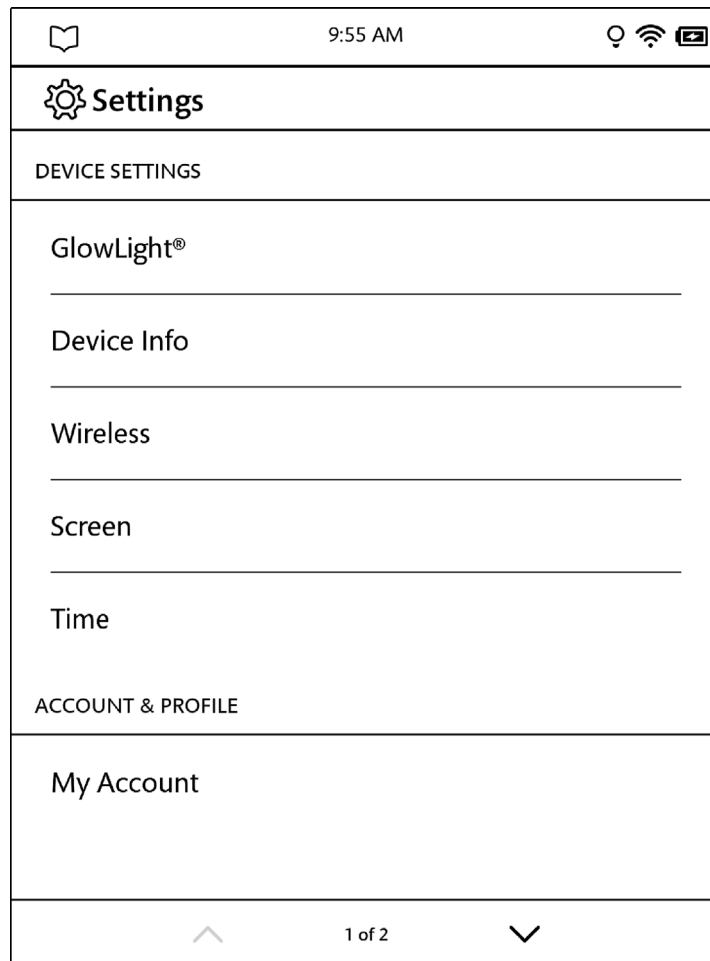 9:55 AM
Settings
DEVICE SETTINGS
GlowLight®
Device Info
Wireless
Screen
Time
ACCOUNT & PROFILE
My Account
1 of 2